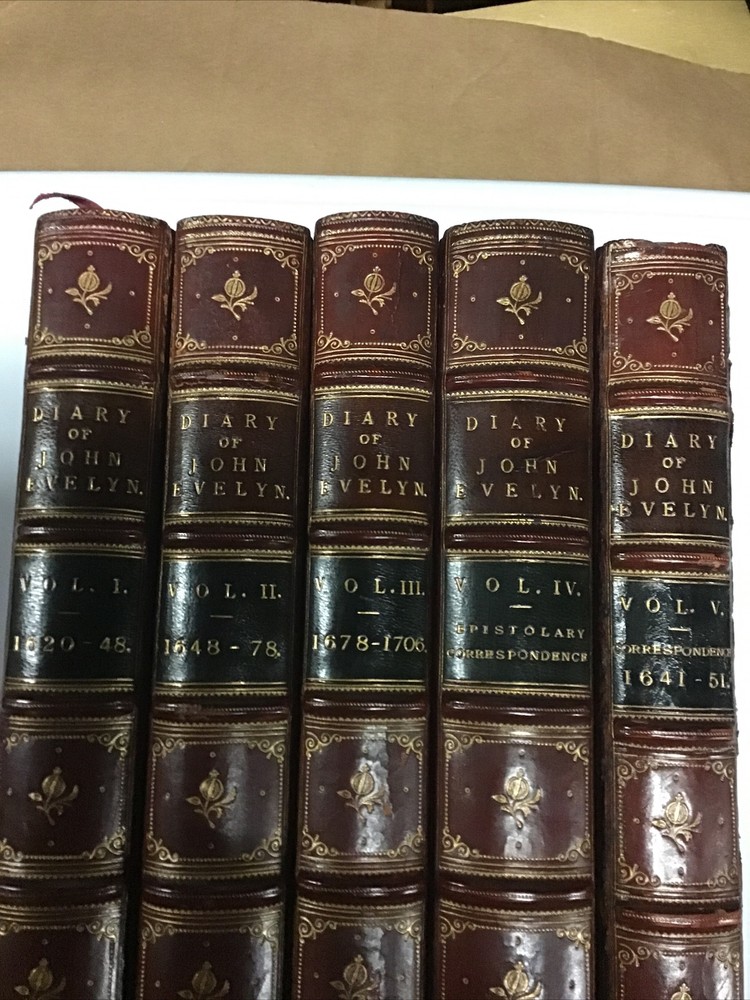 DIARY
OF
JOHN
EVELYN.
VOL. I.
1620-48.
DIARY
OF
JOHN
EVELYN.
VOL. II.
1648-78.
DIARY
OF
JOHN
EVELYN.
VOL. III.
1678-1706.
DIARY
OF
JOHN
EVELYN.
VOL. IV.
EPISTOLARY
CORRESPONDENCE
DIARY
OF
JOHN
EVELYN.
VOL. V.
CORRESPONDENCE
1641-51.